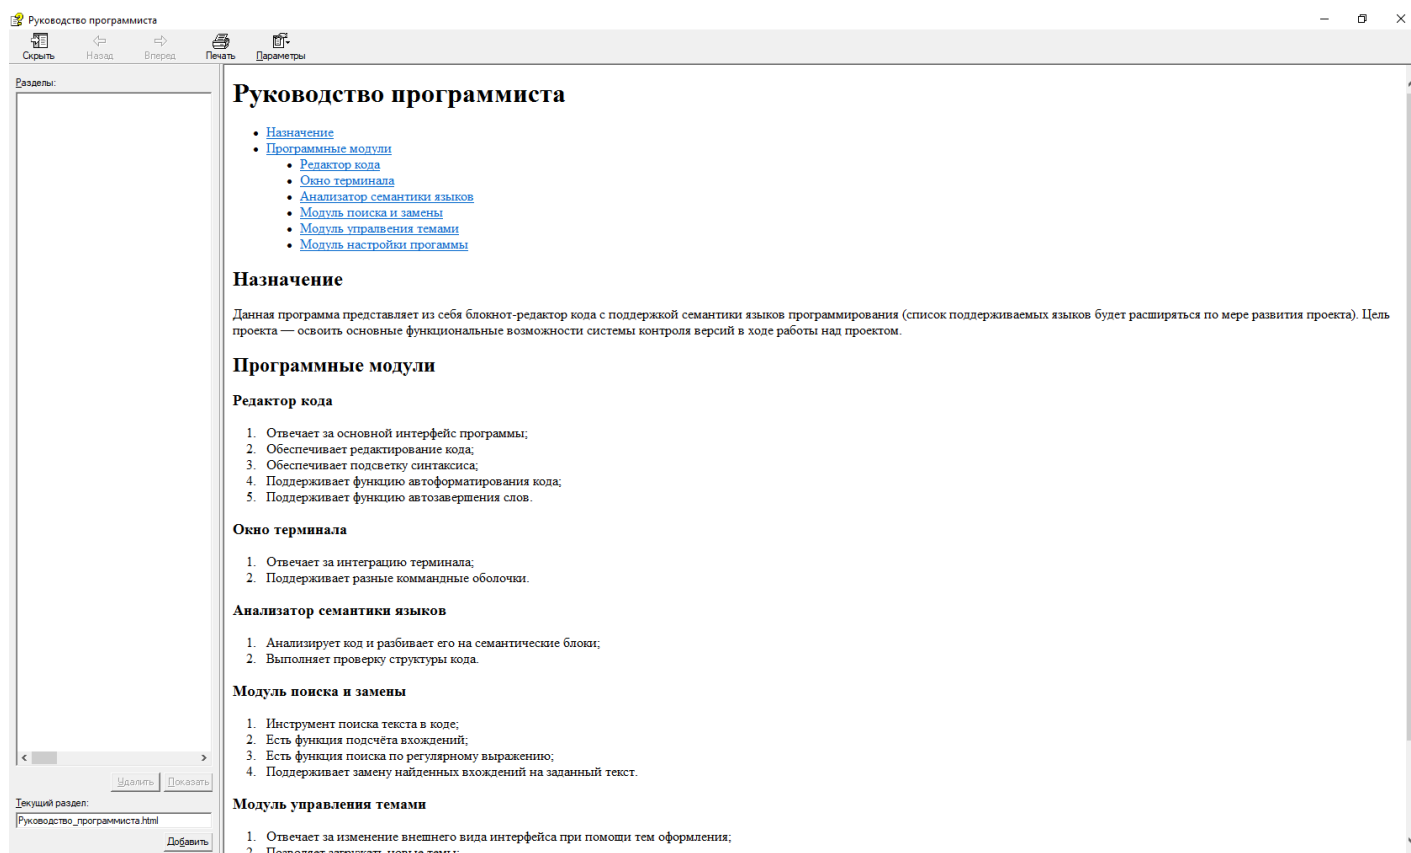 Руководство программиста
Скрыть Назад Вперед Печать Параметры
Разделы:
Удалить Показать
Текущий раздел:
Руководство_программиста.html
Добавить
Руководство программиста
• Назначение
• Программные модули
• Редактор кода
• Окно терминала
• Анализатор семантики языков
• Модуль поиска и замены
• Модуль упралвения темами
• Модуль настройки прогаммы
Назначение
Данная программа представляет из себя блокнот-редактор кода с поддержкой семантики языков программирования (список поддерживаемых языков будет расширяться по мере развития проекта). Цель
проекта — освоить основные функциональные возможности системы контроля версий в ходе работы над проектом.
Программные модули
Редактор кода
1. Отвечает за основной интерфейс программы;
2. Обеспечивает редактирование кода;
3. Обеспечивает подсветку синтаксиса;
4. Поддерживает функцию автоформатирования кода;
5. Поддерживает функцию автозавершения слов.
Окно терминала
1. Отвечает за интеграцию терминала;
2. Поддерживает разные коммандные оболочки.
Анализатор семантики языков
1. Анализирует код и разбивает его на семантические блоки;
2. Выполняет проверку структуры кода.
Модуль поиска и замены
1. Инструмент поиска текста в коде;
2. Есть функция подсчёта вхождений;
3. Есть функция поиска по регулярному выражению;
4. Поддерживает замену найденных вхождений на заданный текст.
Модуль управления темами
1. Отвечает за изменение внешнего вида интерфейса при помощи тем оформления;
2. Позволяет загружать новые темы;